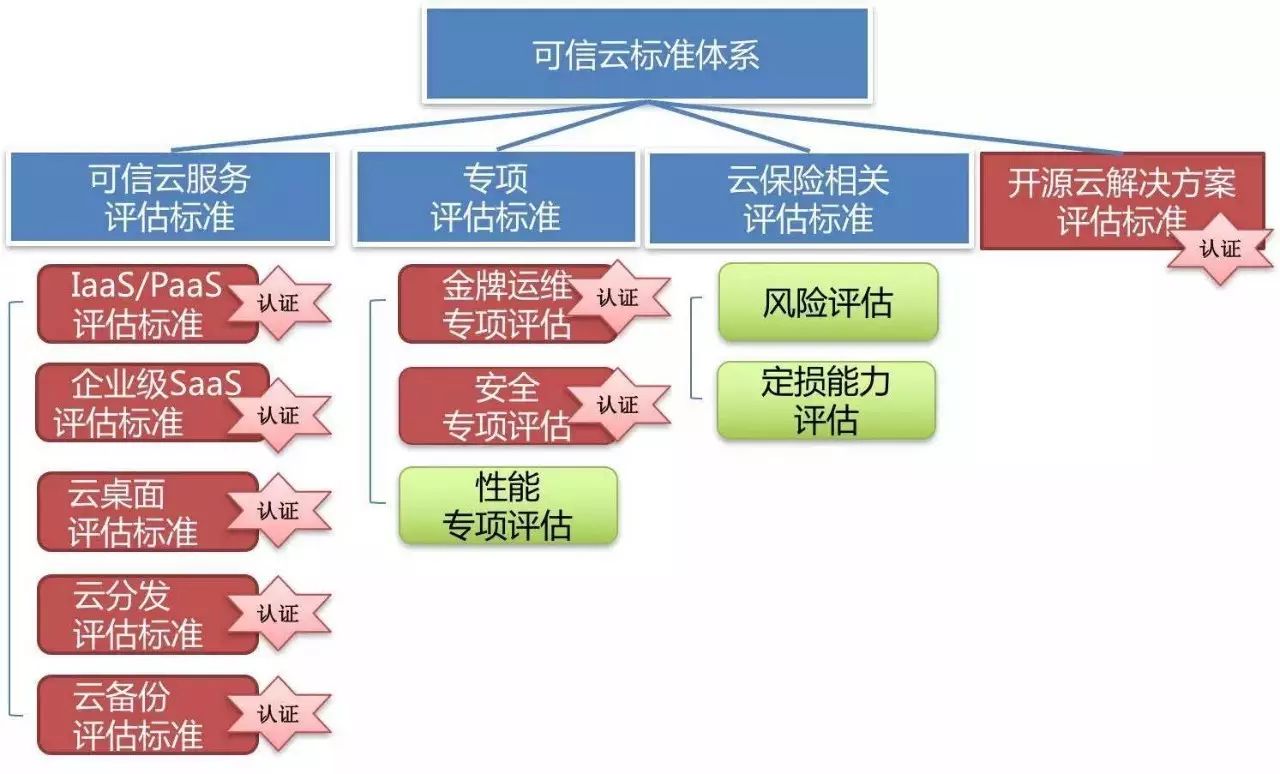 可信云标准体系
可信云服务
评估标准
专项
评估标准
云保险相关
评估标准
开源云解决方案
评估标准
认证
IaaS/PaaS
评估标准
认证
企业级SaaS
评估标准
认证
云桌面
评估标准
认证
云分发
评估标准
认证
云备份
评估标准
认证
金牌运维
专项评估
认证
安全
专项评估
认证
性能
专项评估
风险评估
定损能力
评估